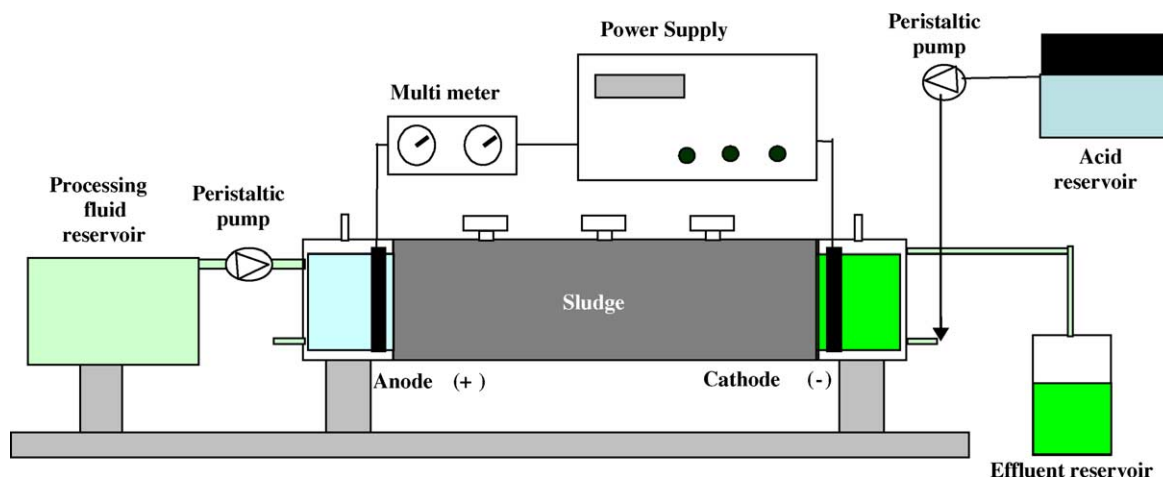 Power Supply
Peristaltic
pump
Multi meter
Acid
reservoir
Processing
fluid
reservoir
Peristaltic
pump
Sludge
Anode (+)
Cathode (-)
Effluent reservoir